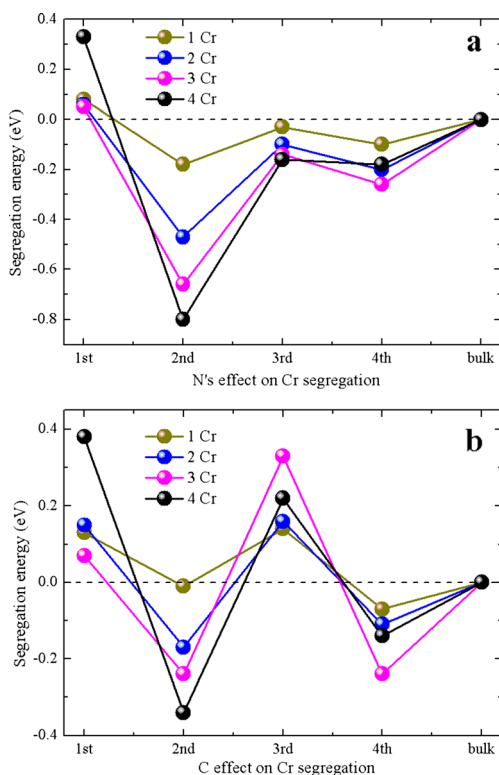 a
0.4
0.2
0.0
-0.2
-0.4
-0.6
-0.8
Segregation energy (eV)
1 Cr
2 Cr
3 Cr
4 Cr
1st 2nd 3rd 4th bulk
N's effect on Cr segregation
b
0.4
0.2
0.0
-0.2
-0.4
Segregation energy (eV)
1 Cr
2 Cr
3 Cr
4 Cr
1st 2nd 3rd 4th bulk
C effect on Cr segregation